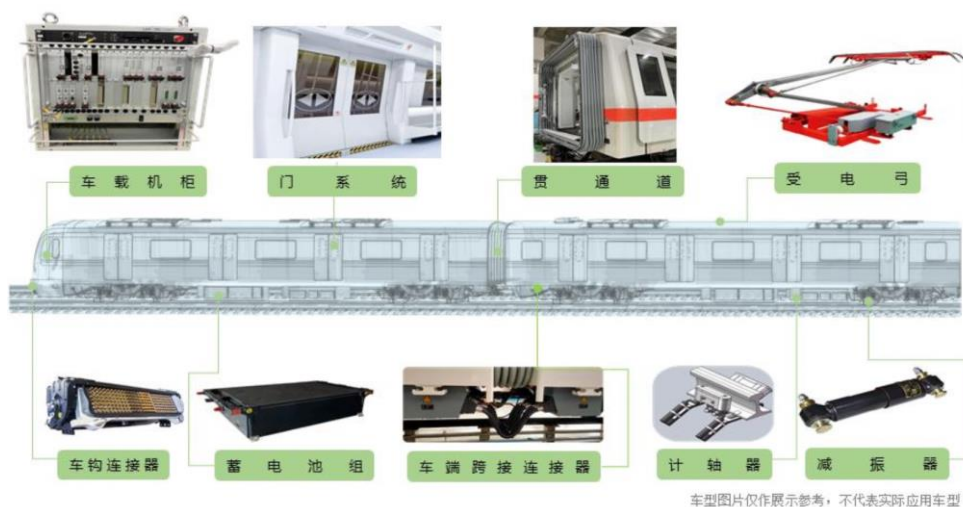 车载机柜
门系统
贯通道
受电弓
车钩连接器
蓄电池组
车端跨接连接器
计轴器
减振器
车型图片仅作展示参考，不代表实际应用车型